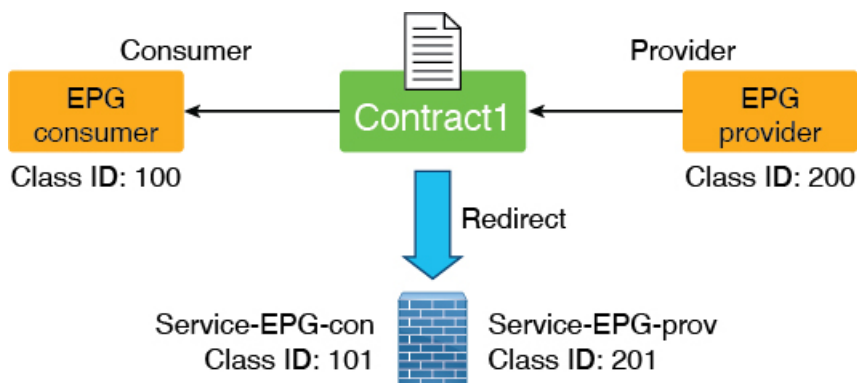 Consumer
Provider
EPG
consumer
Contract1
EPG
provider
Class ID: 100
Class ID: 200
Redirect
Service-EPG-con
Class ID: 101
Service-EPG-prov
Class ID: 201